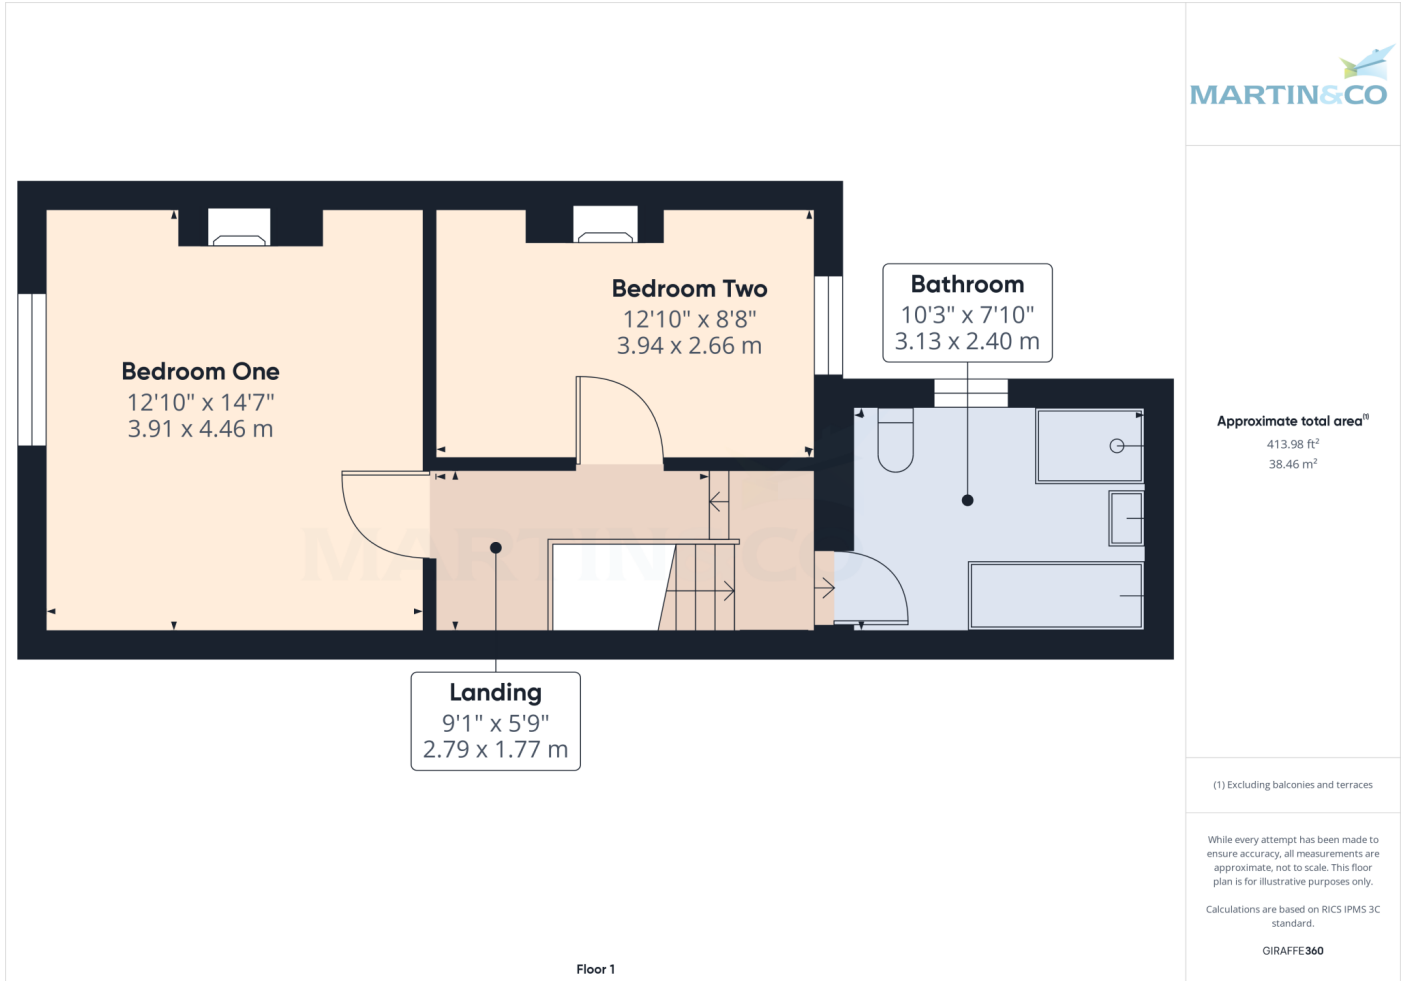 MARTIN&CO
Bedroom One
12'10" x 14'7"
3.91 x 4.46 m
Bedroom Two
12'10" x 8'8"
3.94 x 2.66 m
Bathroom
10'3" x 7'10"
3.13 x 2.40 m
MARTIN&CO
Landing
9'1" x 5'9"
2.79 x 1.77 m
Floor 1
Approximate total area(1)
413.98 ft²
38.46 m²
(1) Excluding balconies and terraces
While every attempt has been made to
ensure accuracy, all measurements are
approximate, not to scale. This floor
plan is for illustrative purposes only.
Calculations are based on RICS IPMS 3C
standard.
GIRAFFE360